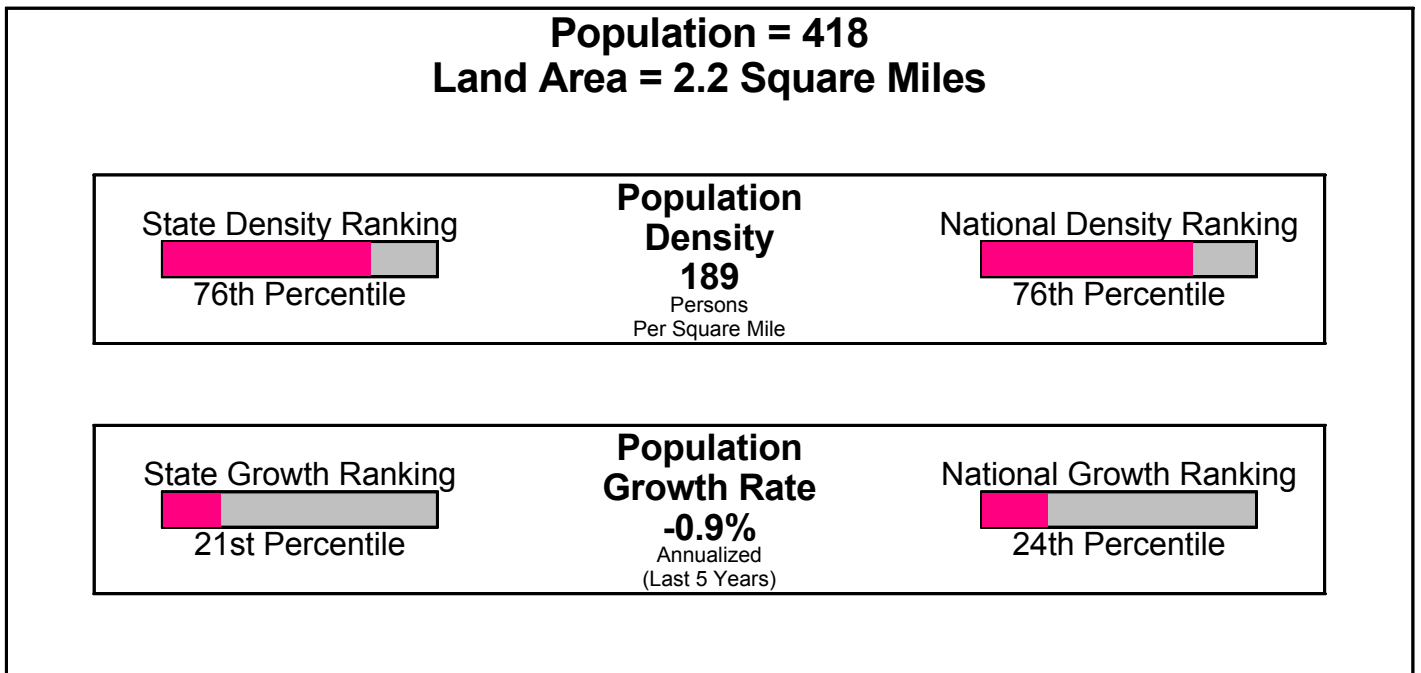 Population = 418
Land Area = 2.2 Square Miles
State Density Ranking
76th Percentile
Population
Density
189
Persons
Per Square Mile
National Density Ranking
76th Percentile
State Growth Ranking
21st Percentile
Population
Growth Rate
-0.9%
Annualized
(Last 5 Years)
National Growth Ranking
24th Percentile